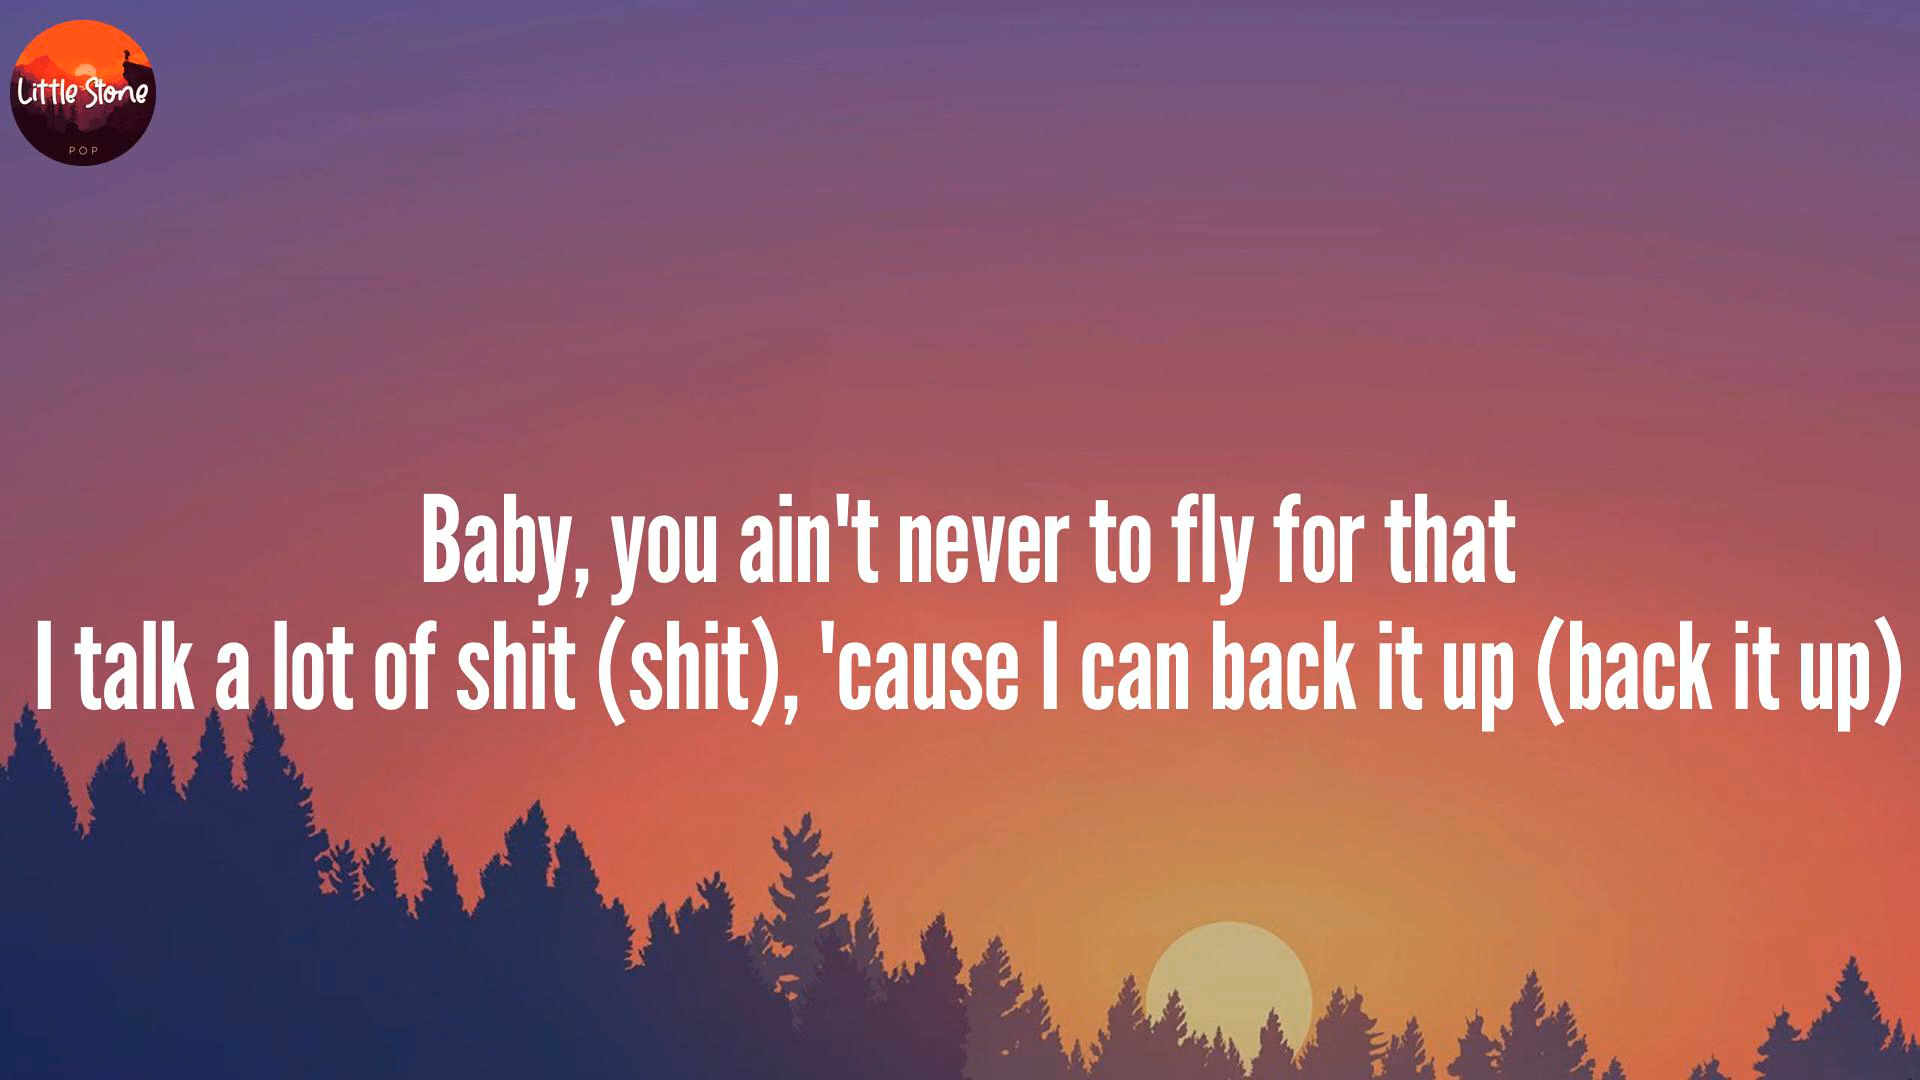 Little Stone
POP
Baby, you ain't never to fly for that
I talk a lot of shit (shit), 'cause I can back it up (back it up)